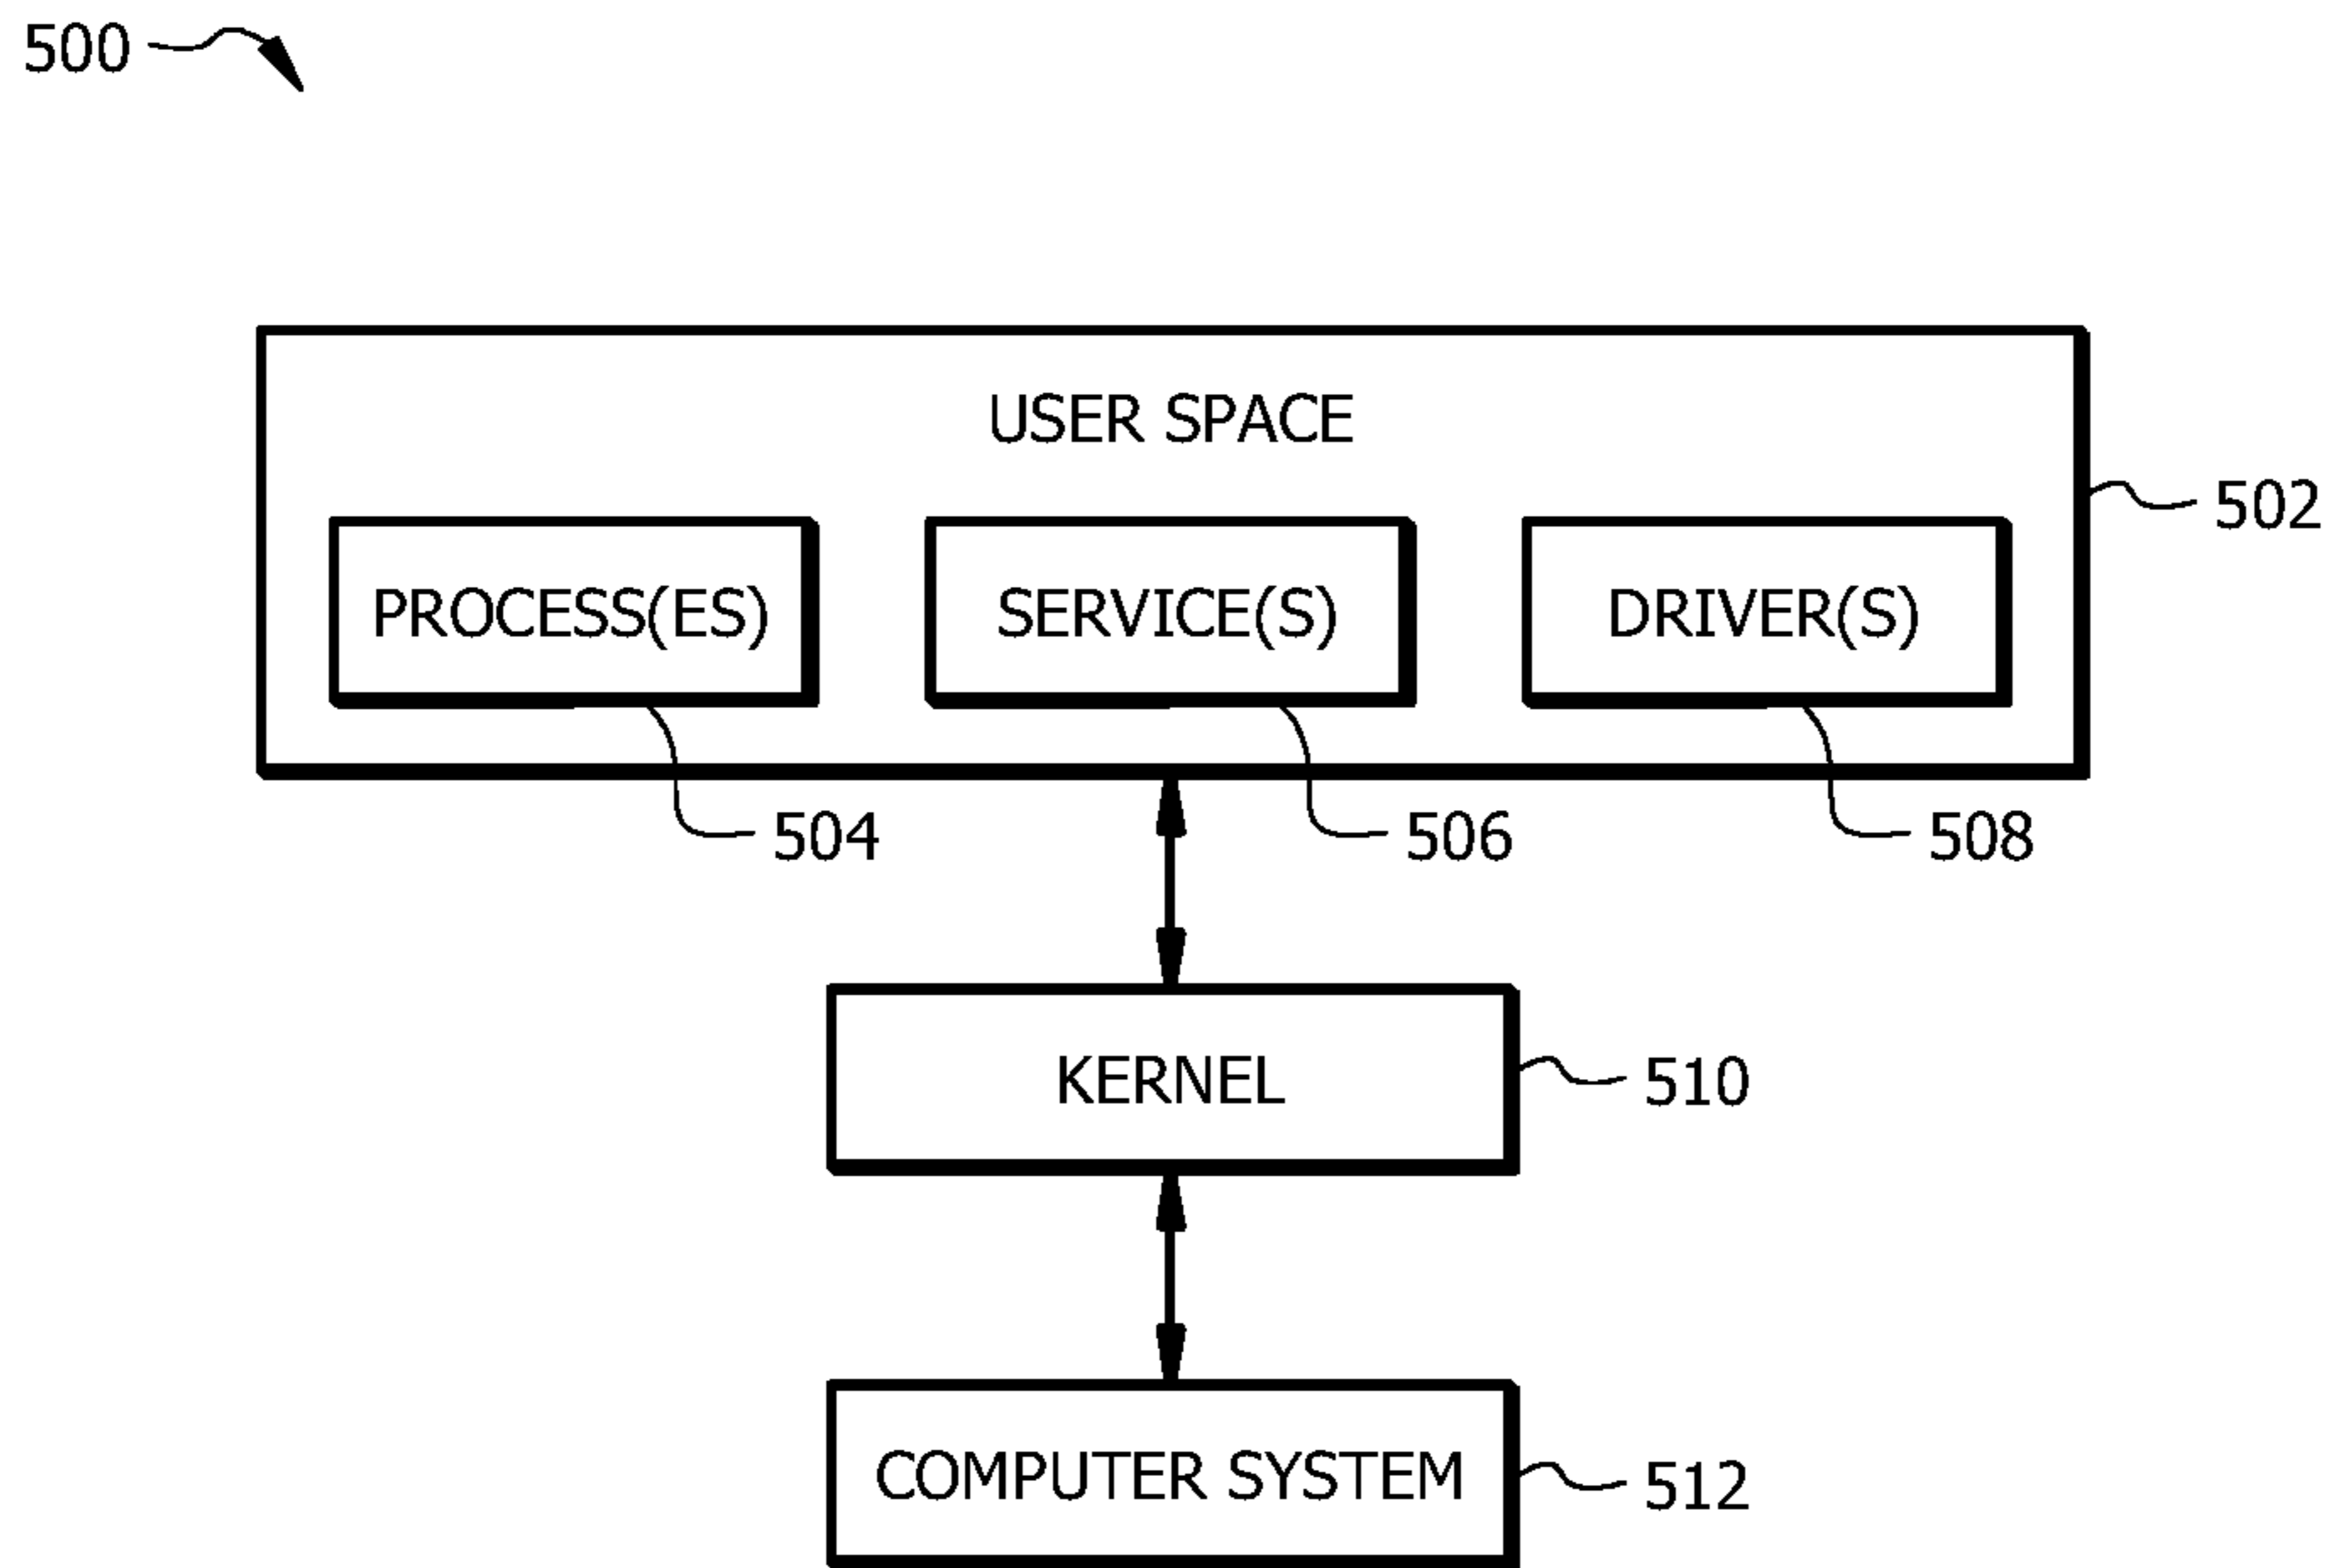 500
USER SPACE
502
PROCESS(ES)
SERVICE(S)
DRIVER(S)
504
506
508
KERNEL
510
COMPUTER SYSTEM
512